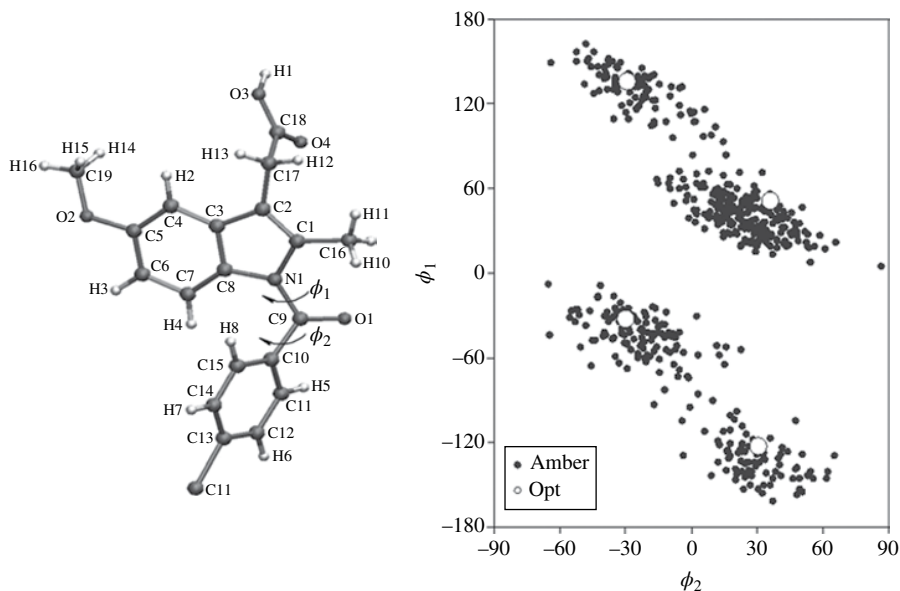 H1
O3
C18
O4
H15
H14
H13
H12
H16
C19
C17
H2
O2
C4
C3
C2
H11
C5
C1
C16
C6
C7
H10
C8
N1
H3
ϕ1
H4
C9
O1
H8
ϕ2
C10
C15
C14
H5
C11
H7
C12
C13
H6
C11
180
120
60
0
−60
−120
−180
ϕ1
Amber
Opt
−90 −60 −30 0 30 60 90
ϕ2